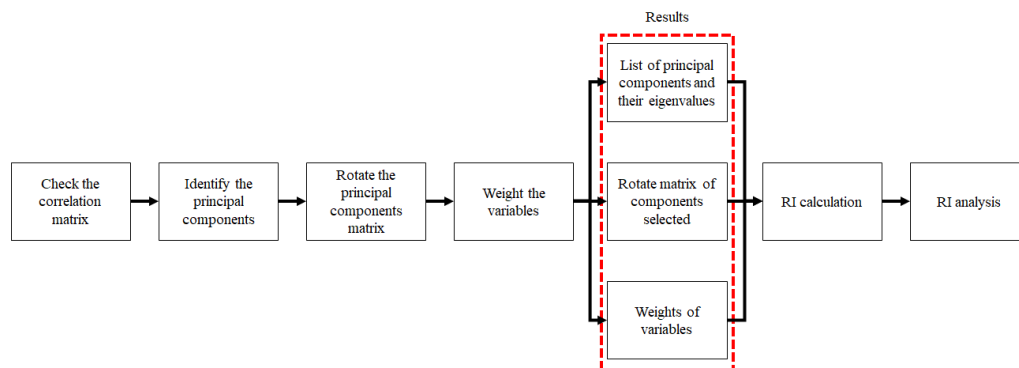 Results
List of principal
components and
their eigenvalues
Check the
correlation
matrix
Identify the
principal
components
Rotate the
principal
components
matrix
Weight the
variables
Rotate matrix of
components
selected
RI calculation
RI analysis
Weights of
variables